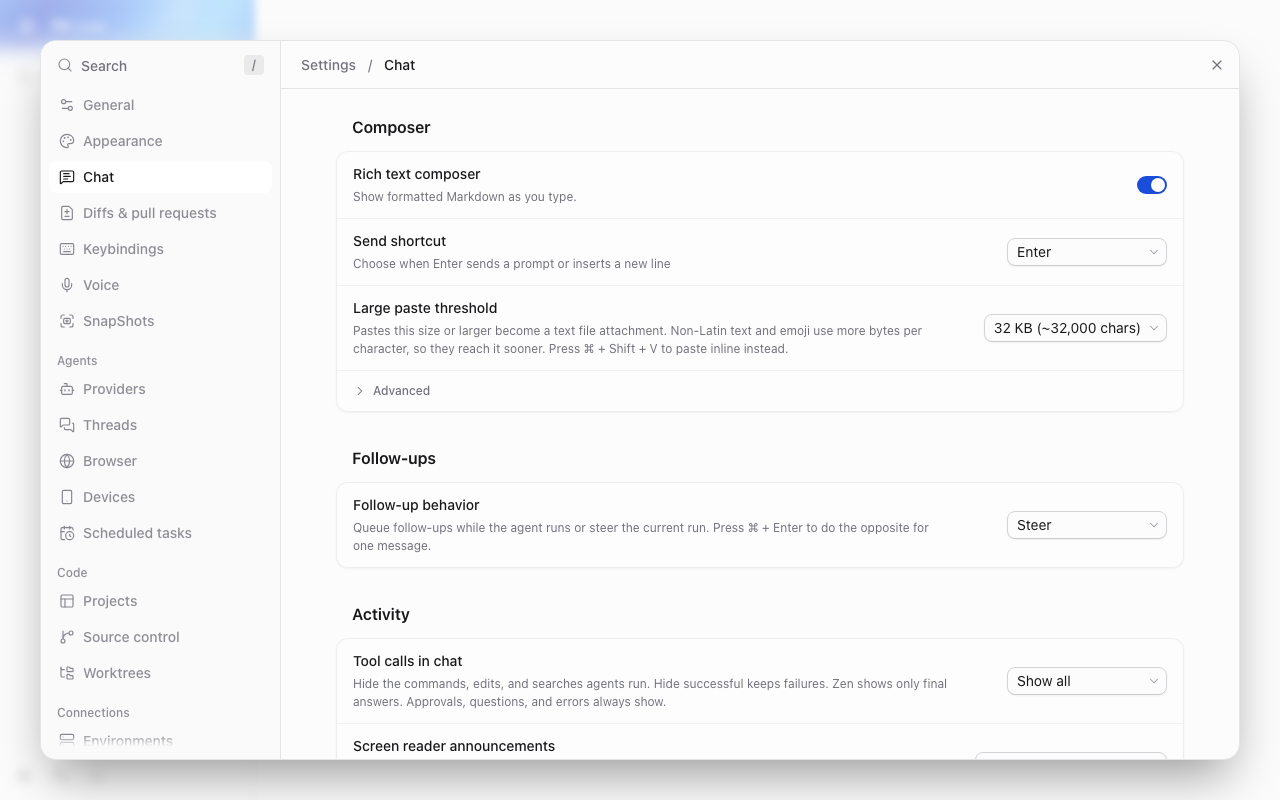 Search
/
General
Appearance
Chat
Diffs & pull requests
Keybindings
Voice
SnapShots
Agents
Providers
Threads
Browser
Devices
Scheduled tasks
Code
Projects
Source control
Worktrees
Connections
Environments
Settings / Chat
Composer
Rich text composer
Show formatted Markdown as you type.
Send shortcut
Choose when Enter sends a prompt or inserts a new line
Enter
Large paste threshold
Pastes this size or larger become a text file attachment. Non-Latin text and emoji use more bytes per
character, so they reach it sooner. Press ⌘ + Shift + V to paste inline instead.
32 KB (~32,000 chars)
Advanced
Follow-ups
Follow-up behavior
Queue follow-ups while the agent runs or steer the current run. Press ⌘ + Enter to do the opposite for
one message.
Steer
Activity
Tool calls in chat
Hide the commands, edits, and searches agents run. Hide successful keeps failures. Zen shows only final
answers. Approvals, questions, and errors always show.
Show all
Screen reader announcements